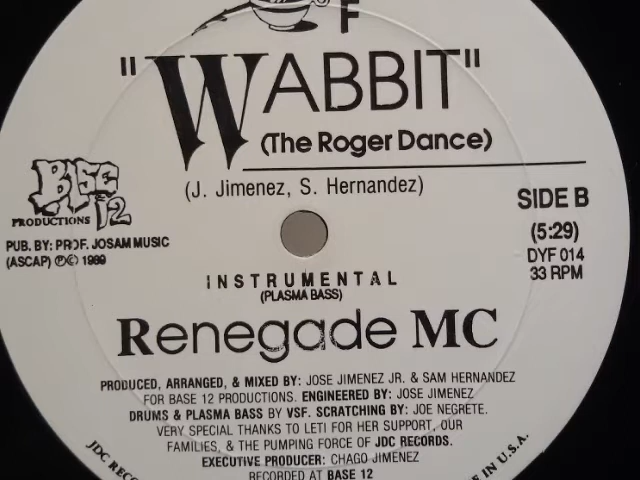 F
"WABBIT"
(The Roger Dance)
(J. Jimenez, S. Hernandez)
BASE 12
PRODUCTIONS
PUB. BY: PROF. JOSAM MUSIC
(ASCAP) ℗© 1989
SIDE B
(5:29)
DYF 014
33 RPM
INSTRUMENTAL
(PLASMA BASS)
Renegade MC
PRODUCED, ARRANGED, & MIXED BY: JOSE JIMENEZ JR. & SAM HERNANDEZ
FOR BASE 12 PRODUCTIONS. ENGINEERED BY: JOSE JIMENEZ
DRUMS & PLASMA BASS BY VSF. SCRATCHING BY: JOE NEGRETE.
VERY SPECIAL THANKS TO LETI FOR HER SUPPORT, OUR
FAMILIES, & THE PUMPING FORCE OF JDC RECORDS.
EXECUTIVE PRODUCER: CHAGO JIMENEZ
RECORDED AT BASE 12
JDC REC
IN U.S.A.